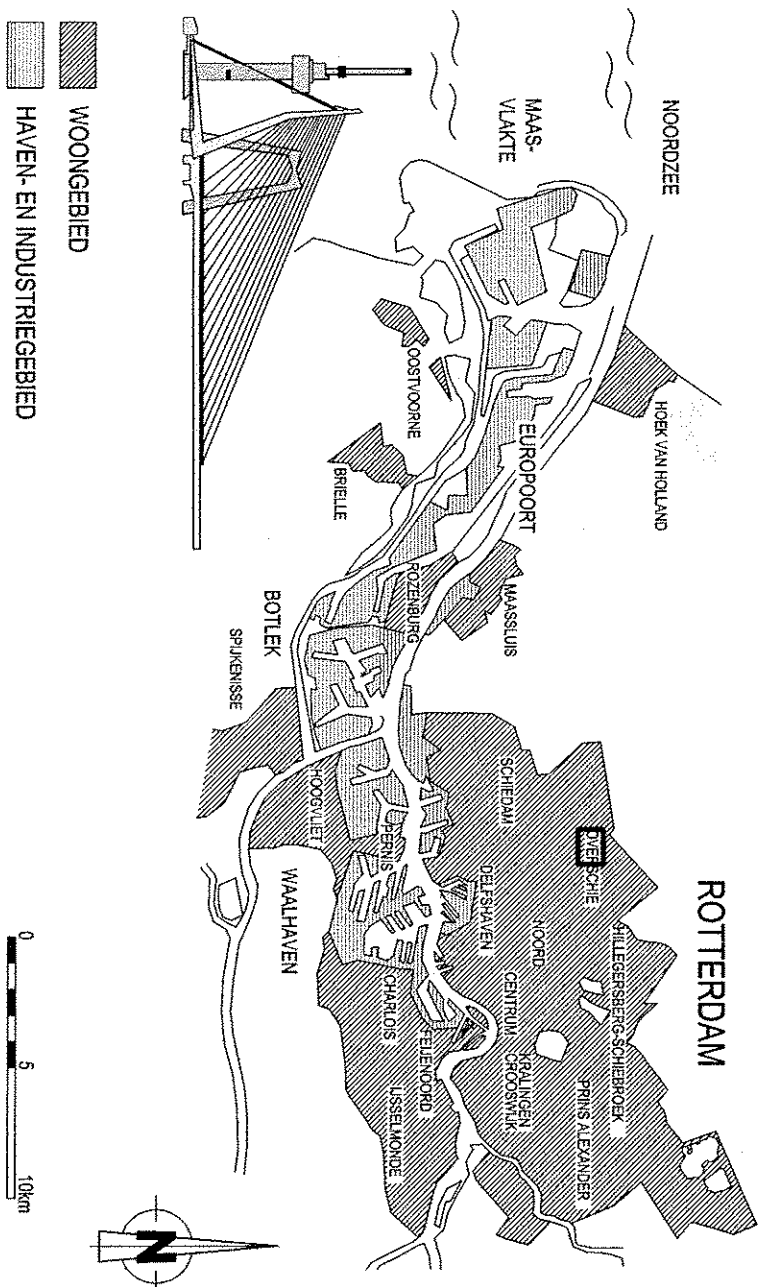 ROTTERDAM
NOORDZEE
MAAS-
VLAKTE
HOEK VAN HOLLAND
EUROPOORT
OOSTVOORNE
BRIELLE
MAASSLUIS
ROZENBURG
BOTLEK
SPIJKENISSE
HOOGVLIET
PERNIS
SCHIEDAM
OVERSCHIE
HILLEGERSBERG-SCHIEBROEK
NOORD
PRINS ALEXANDER
DELFSHAVEN
CENTRUM
KRALINGEN
CROOSWIJK
FEIJENOORD
CHARLOIS
IJSSELMONDE
WAALHAVEN
WOONGEBIED
HAVEN- EN INDUSTRIEGEBIED
0 5 10km
N